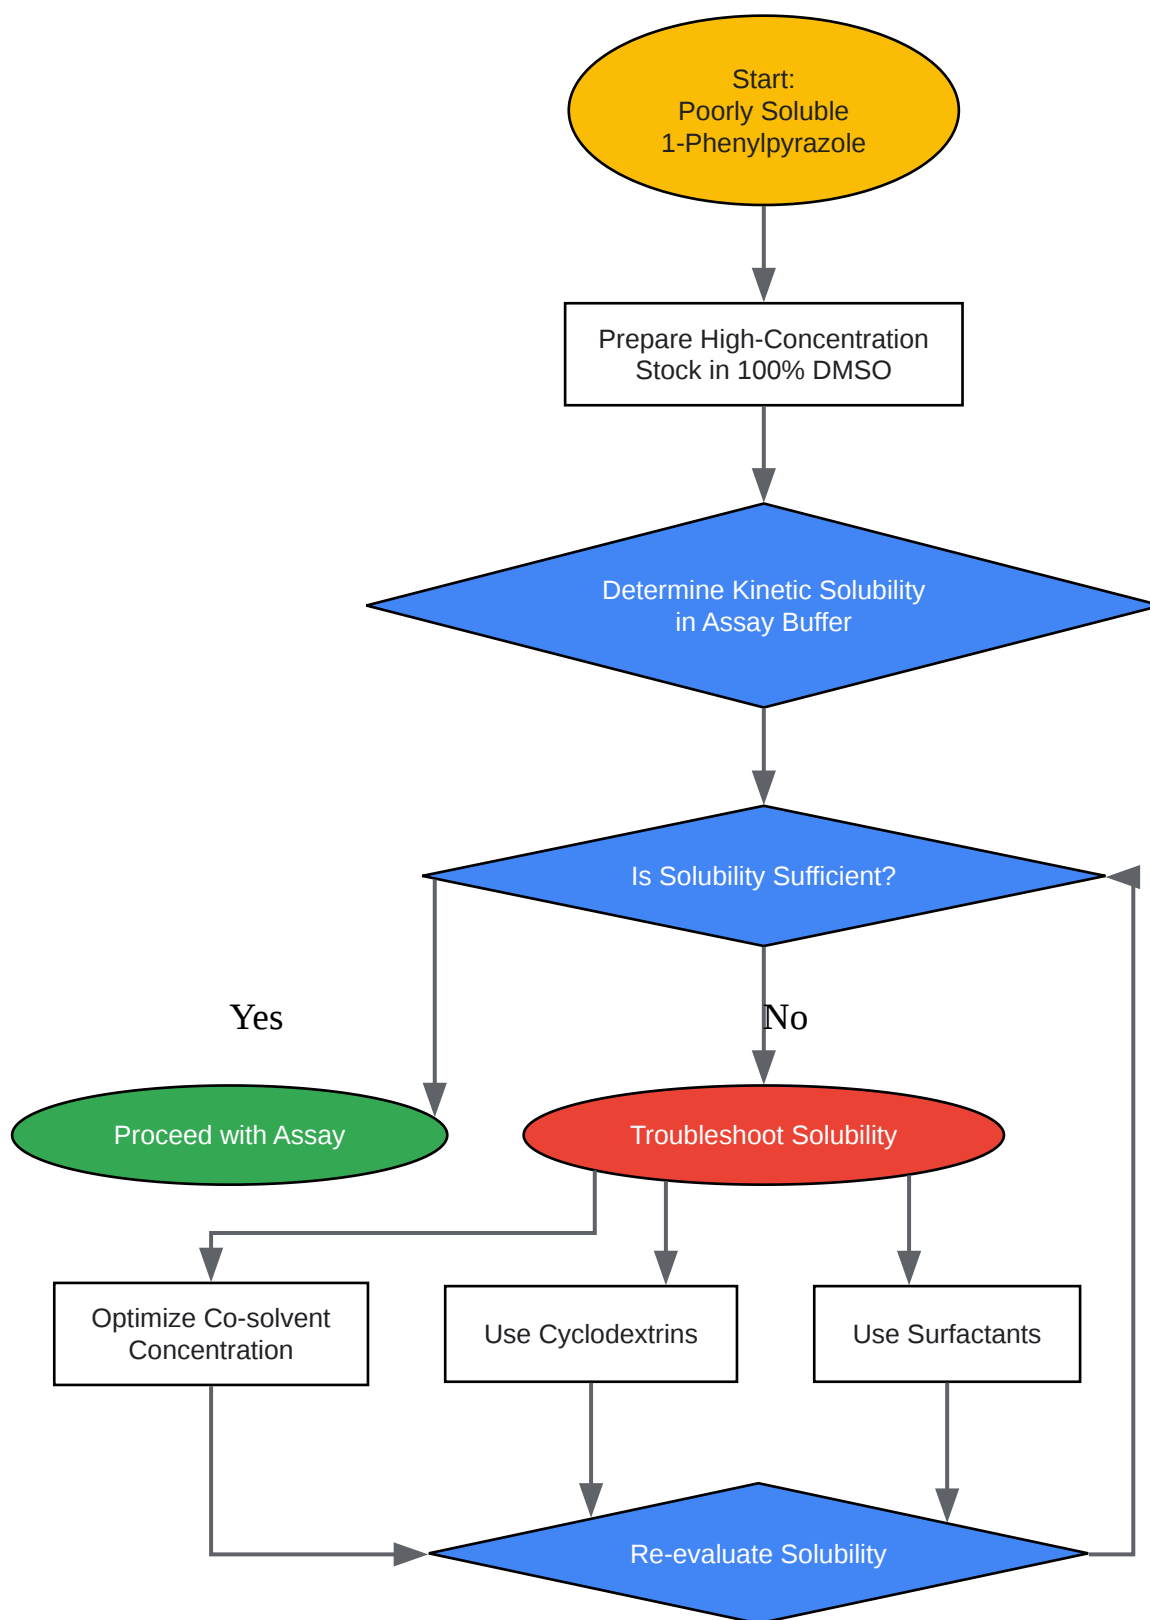 Start:
Poorly Soluble
1-Phenylpyrazole
Prepare High-Concentration
Stock in 100% DMSO
Determine Kinetic Solubility
in Assay Buffer
Is Solubility Sufficient?
Yes
No
Proceed with Assay
Troubleshoot Solubility
Optimize Co-solvent
Concentration
Use Cyclodextrins
Use Surfactants
Re-evaluate Solubility